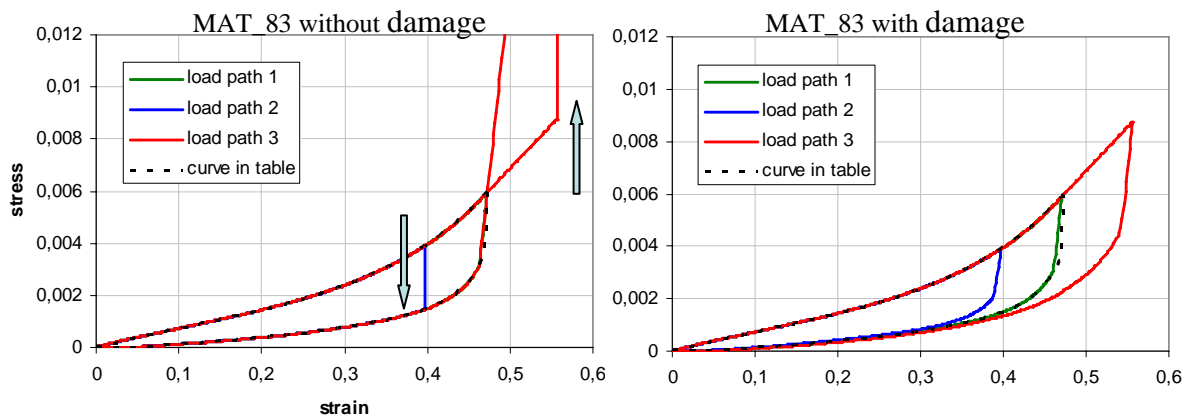 MAT_83 without damage
0,012
0,01
0,008
0,006
0,004
0,002
0
stress
load path 1
load path 2
load path 3
curve in table
0 0,1 0,2 0,3 0,4 0,5 0,6
strain
MAT_83 with damage
0,012
0,01
0,008
0,006
0,004
0,002
0
load path 1
load path 2
load path 3
curve in table
0 0,1 0,2 0,3 0,4 0,5 0,6